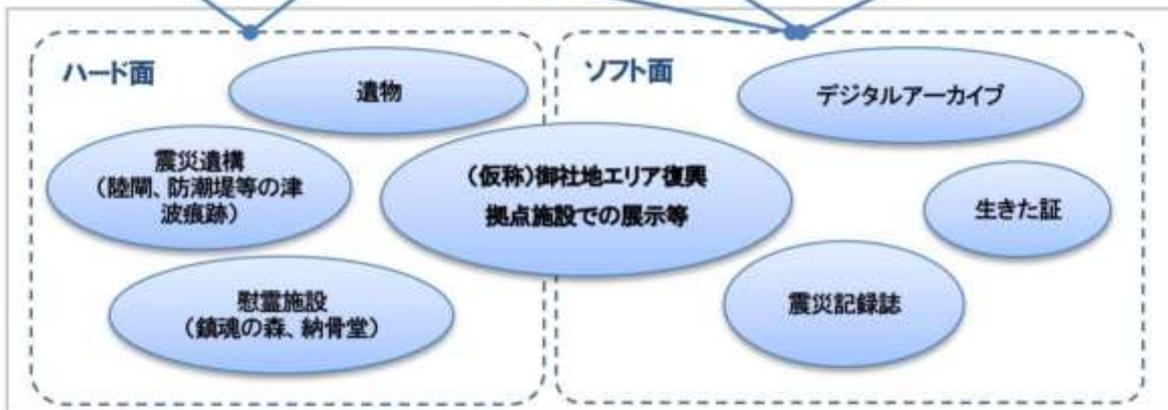 ハード面
遺物
震災遺構
（陸閘、防潮堤等の津
波痕跡）
慰霊施設
（鎮魂の森、納骨堂）
（仮称）御社地エリア復興
拠点施設での展示等
ソフト面
デジタルアーカイブ
生きた証
震災記録誌